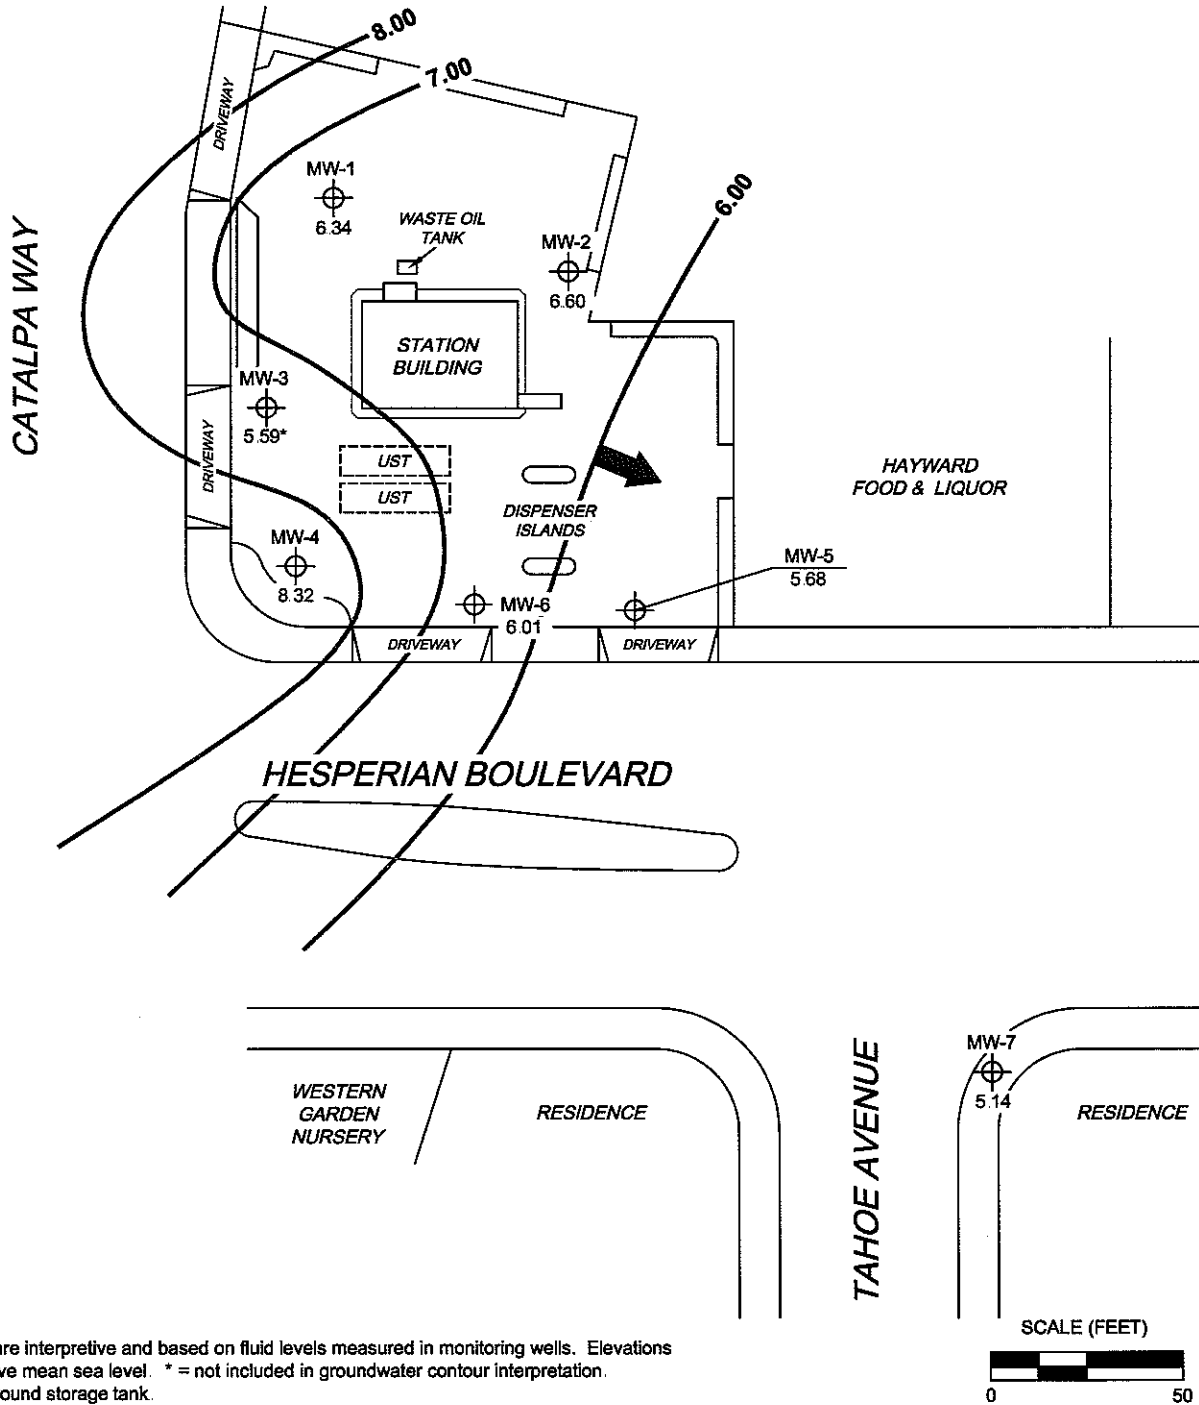 8.00
7.00
DRIVEWAY
MW-1
6.34
WASTE OIL
TANK
6.00
MW-2
6.60
CATALPA WAY
STATION
BUILDING
MW-3
5.59*
DRIVEWAY
UST
UST
DISPENSER
ISLANDS
HAYWARD
FOOD & LIQUOR
MW-4
8.32
MW-5
5.68
MW-6
6.01
DRIVEWAY
DRIVEWAY
HESPERIAN BOULEVARD
WESTERN
GARDEN
NURSERY
RESIDENCE
TAHOE AVENUE
MW-7
5.14
RESIDENCE
SCALE (FEET)
0 50
are interpretive and based on fluid levels measured in monitoring wells. Elevations
ve mean sea level. * = not included in groundwater contour interpretation.
ound storage tank.